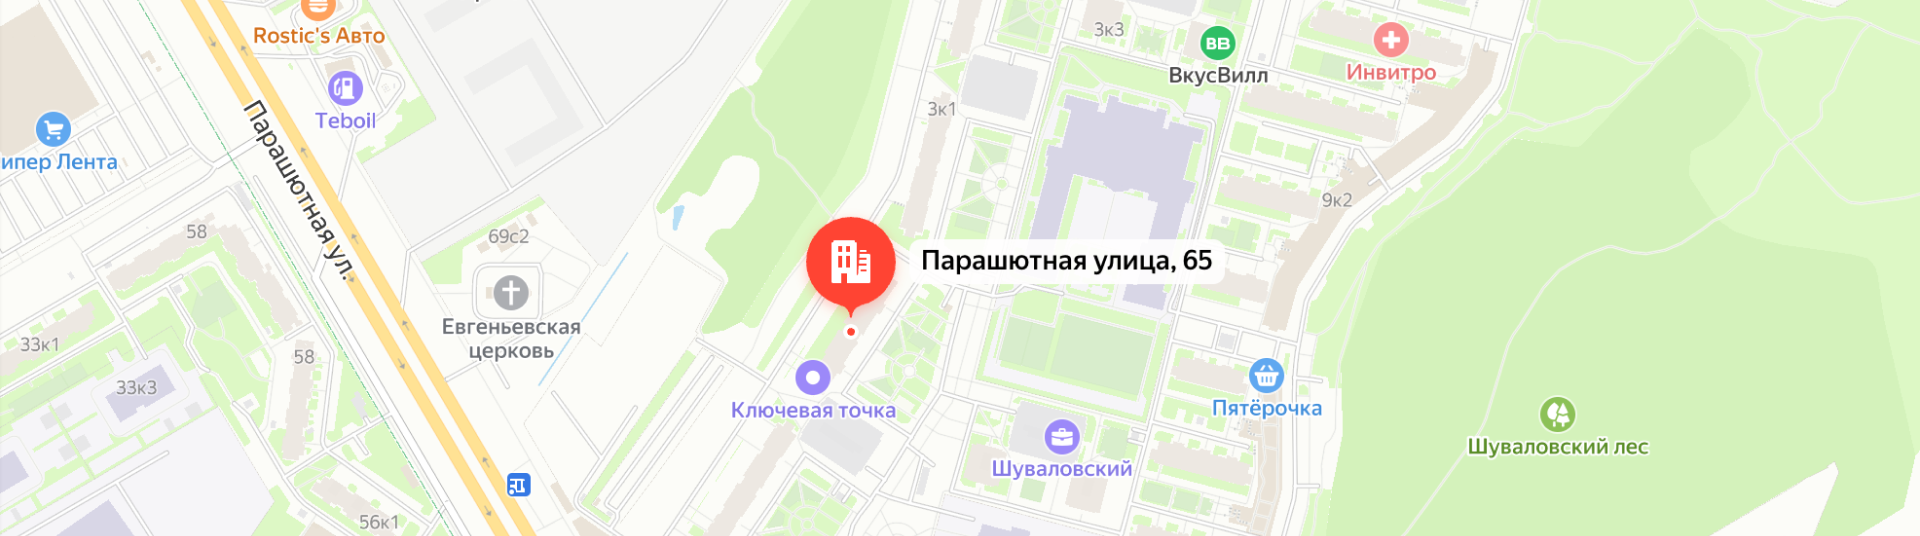 Rostic's Авто
3к3
ВВ
ВкусВилл
Инвитро
Teboil
3к1
ипер Лента
Парашютная ул.
9к2
58
69с2
Парашютная улица, 65
Евгеньевская
церковь
33к1
58
33к3
Ключевая точка
Пятёрочка
Шуваловский лес
Шуваловский
56к1